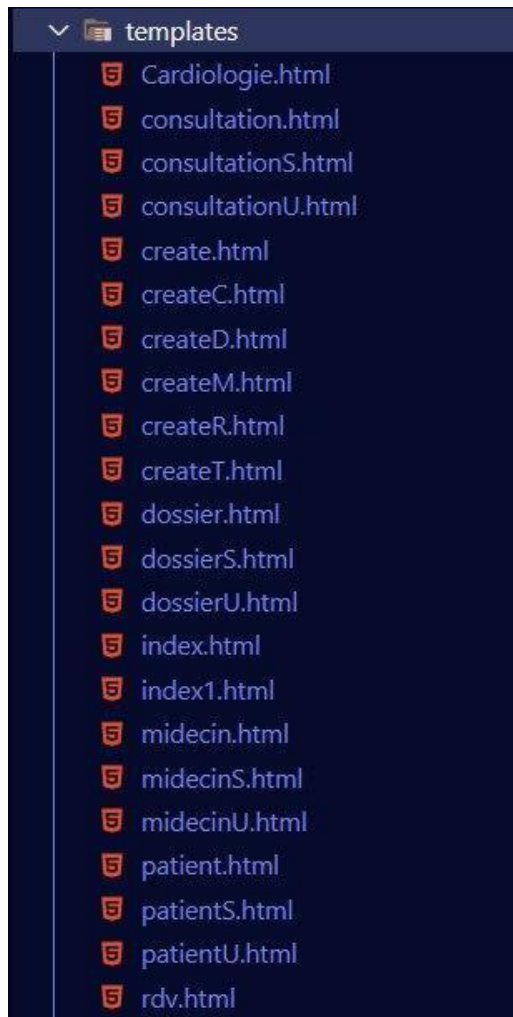 templates
Cardiologie.html
consultation.html
consultationS.html
consultationU.html
create.html
createC.html
createD.html
createM.html
createR.html
createT.html
dossier.html
dossierS.html
dossierU.html
index.html
index1.html
midecin.html
midecinS.html
midecinU.html
patient.html
patientS.html
patientU.html
rdv.html